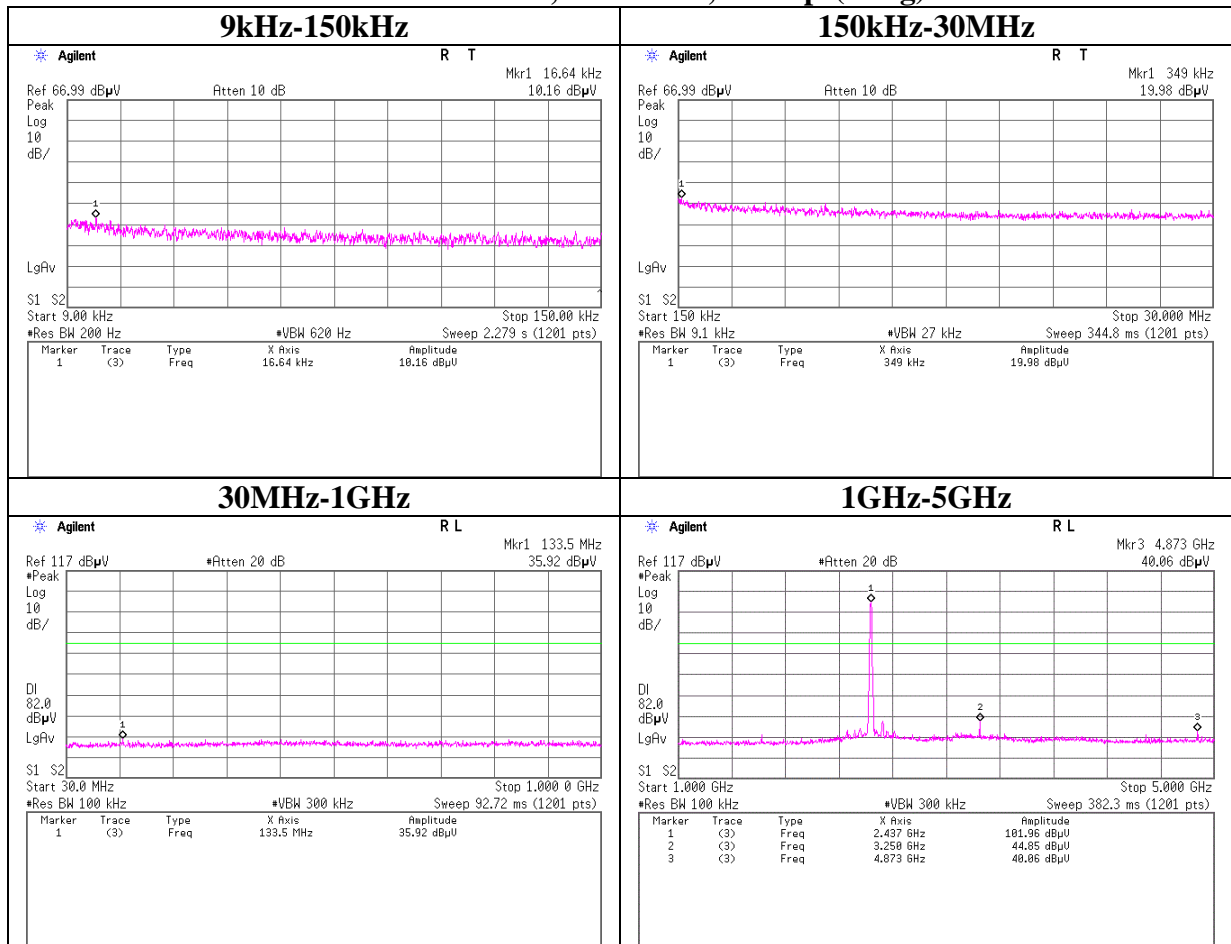 9kHz-150kHz
Agilent
R T
Mkr1 16.64 kHz
Ref 66.99 dBµV Atten 10 dB 10.16 dBµV
Peak
Log
10
dB/
1
LgAv
S1 S2
Start 9.00 kHz Stop 150.00 kHz
#Res BW 200 Hz #VBW 620 Hz Sweep 2.279 s (1201 pts)
Marker Trace Type X Axis Amplitude
1 (3) Freq 16.64 kHz 10.16 dBµV
150kHz-30MHz
Agilent
R T
Mkr1 349 kHz
Ref 66.99 dBµV Atten 10 dB 19.98 dBµV
Peak
Log
10
dB/
1
LgAv
S1 S2
Start 150 kHz Stop 30.000 MHz
#Res BW 9.1 kHz #VBW 27 kHz Sweep 344.8 ms (1201 pts)
Marker Trace Type X Axis Amplitude
1 (3) Freq 349 kHz 19.98 dBµV
30MHz-1GHz
Agilent
R L
Mkr1 133.5 MHz
Ref 117 dBµV #Atten 20 dB 35.92 dBµV
#Peak
Log
10
dB/
DI
82.0
dBµV
1
LgAv
S1 S2
Start 30.0 MHz Stop 1.000 0 GHz
#Res BW 100 kHz #VBW 300 kHz Sweep 92.72 ms (1201 pts)
Marker Trace Type X Axis Amplitude
1 (3) Freq 133.5 MHz 35.92 dBµV
1GHz-5GHz
Agilent
R L
Mkr3 4.873 GHz
Ref 117 dBµV #Atten 20 dB 40.06 dBµV
#Peak
1
Log
10
dB/
DI
82.0
dBµV
2
3
LgAv
S1 S2
Start 1.000 GHz Stop 5.000 GHz
#Res BW 100 kHz #VBW 300 kHz Sweep 382.3 ms (1201 pts)
Marker Trace Type X Axis Amplitude
1 (3) Freq 2.437 GHz 101.96 dBµV
2 (3) Freq 3.250 GHz 44.85 dBµV
3 (3) Freq 4.873 GHz 40.06 dBµV